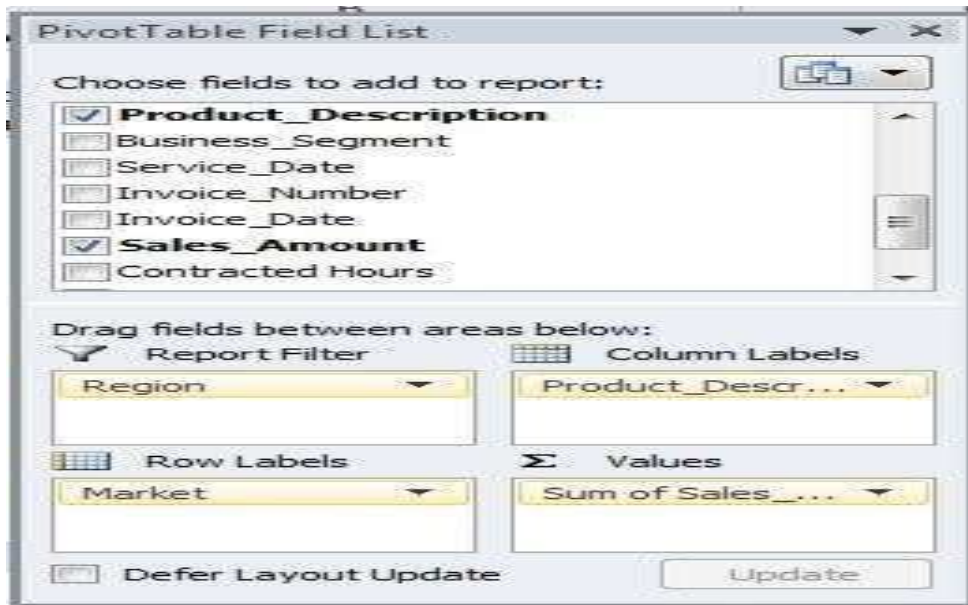 PivotTable Field List
Choose fields to add to report:
Product_Description
Business_Segment
Service_Date
Invoice_Number
Invoice_Date
Sales_Amount
Contracted Hours
Drag fields between areas below:
Report Filter
Column Labels
Region
Product_Descr...
Row Labels
Σ Values
Market
Sum of Sales_...
Defer Layout Update
Update